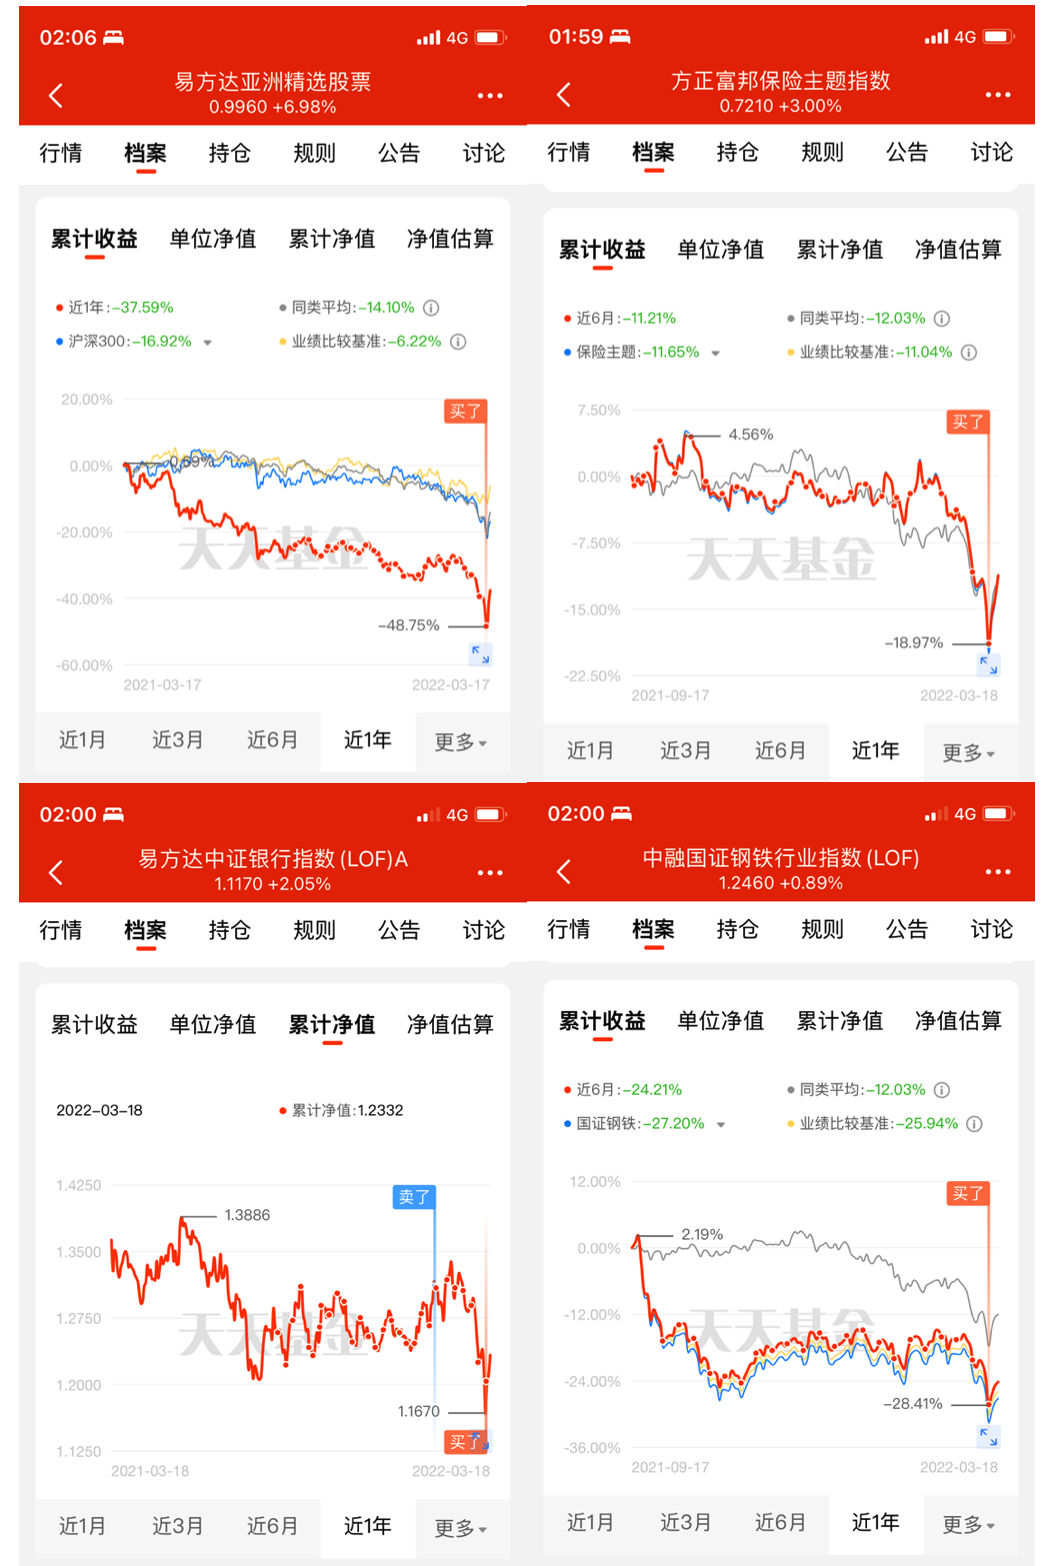 02:06
4G
易方达亚洲精选股票
0.9960 +6.98%
行情 档案 持仓 规则 公告 讨论
累计收益 单位净值 累计净值 净值估算
近1年:-37.59% 同类平均:-14.10%
沪深300:-16.92% 业绩比较基准:-6.22%
20.00%
买了
0.00%
-20.00%
天天基金
-40.00%
-48.75%
-60.00%
2021-03-17 2022-03-17
近1月 近3月 近6月 近1年 更多
01:59
4G
方正富邦保险主题指数
0.7210 +3.00%
行情 档案 持仓 规则 公告 讨论
累计收益 单位净值 累计净值 净值估算
近6月:-11.21% 同类平均:-12.03%
保险主题:-11.65% 业绩比较基准:-11.04%
7.50%
买了
4.56%
0.00%
-7.50%
天天基金
-15.00%
-18.97%
-22.50%
2021-09-17 2022-03-18
近1月 近3月 近6月 近1年 更多
02:00
4G
易方达中证银行指数(LOF)A
1.1170 +2.05%
行情 档案 持仓 规则 公告 讨论
累计收益 单位净值 累计净值 净值估算
2022-03-18 累计净值:1.2332
1.4250
卖了
1.3886
1.3500
1.2750
天天基金
1.2000
1.1670
买了
1.1250
2021-03-18 2022-03-18
近1月 近3月 近6月 近1年 更多
02:00
4G
中融国证钢铁行业指数(LOF)
1.2460 +0.89%
行情 档案 持仓 规则 公告 讨论
累计收益 单位净值 累计净值 净值估算
近6月:-24.21% 同类平均:-12.03%
国证钢铁:-27.20% 业绩比较基准:-25.94%
12.00%
买了
2.19%
0.00%
-12.00%
天天基金
-24.00%
-28.41%
-36.00%
2021-09-17 2022-03-18
近1月 近3月 近6月 近1年 更多